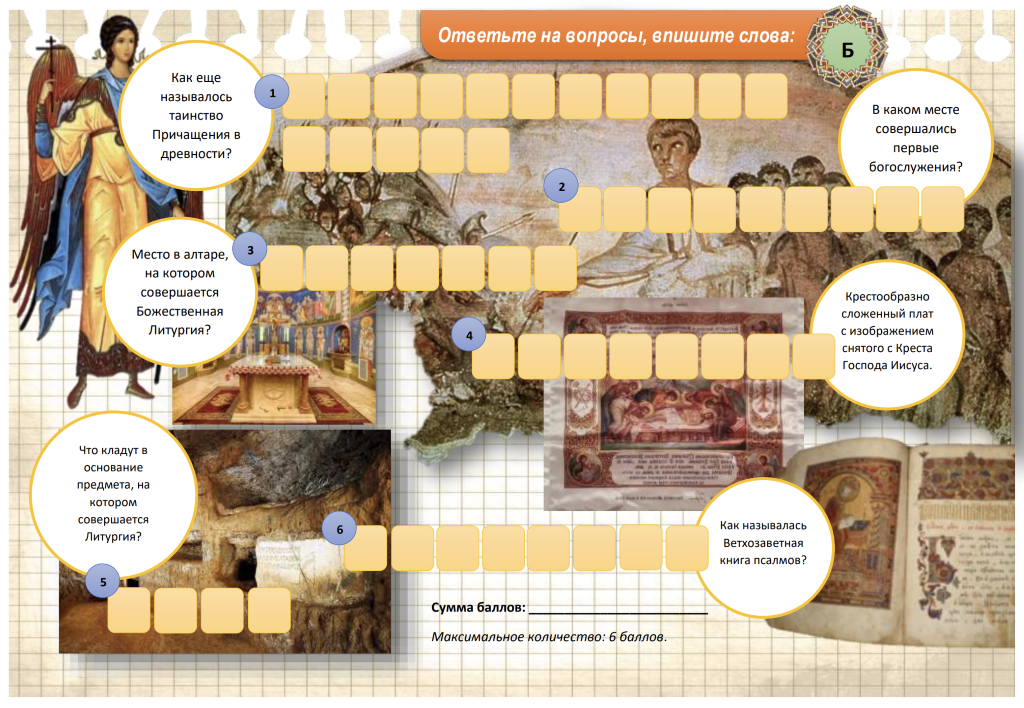 Ответьте на вопросы, впишите слова:
Б
Как еще
называлось
таинство
Причащения в
древности?
1
В каком месте
совершались
первые
богослужения?
2
Место в алтаре,
на котором
совершается
Божественная
Литургия?
3
Крестообразно
сложенный плат
с изображением
снятого с Креста
Господа Иисуса.
4
Что кладут в
основание
предмета, на
котором
совершается
Литургия?
5
6
Как называлась
Ветхозаветная
книга псалмов?
Сумма баллов: ________________________
Максимальное количество: 6 баллов.